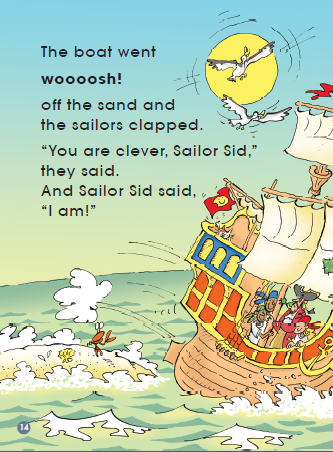 The boat went
woooosh!
off the sand and
the sailors clapped.
“You are clever, Sailor Sid,”
they said.
And Sailor Sid said,
“I am!”
14